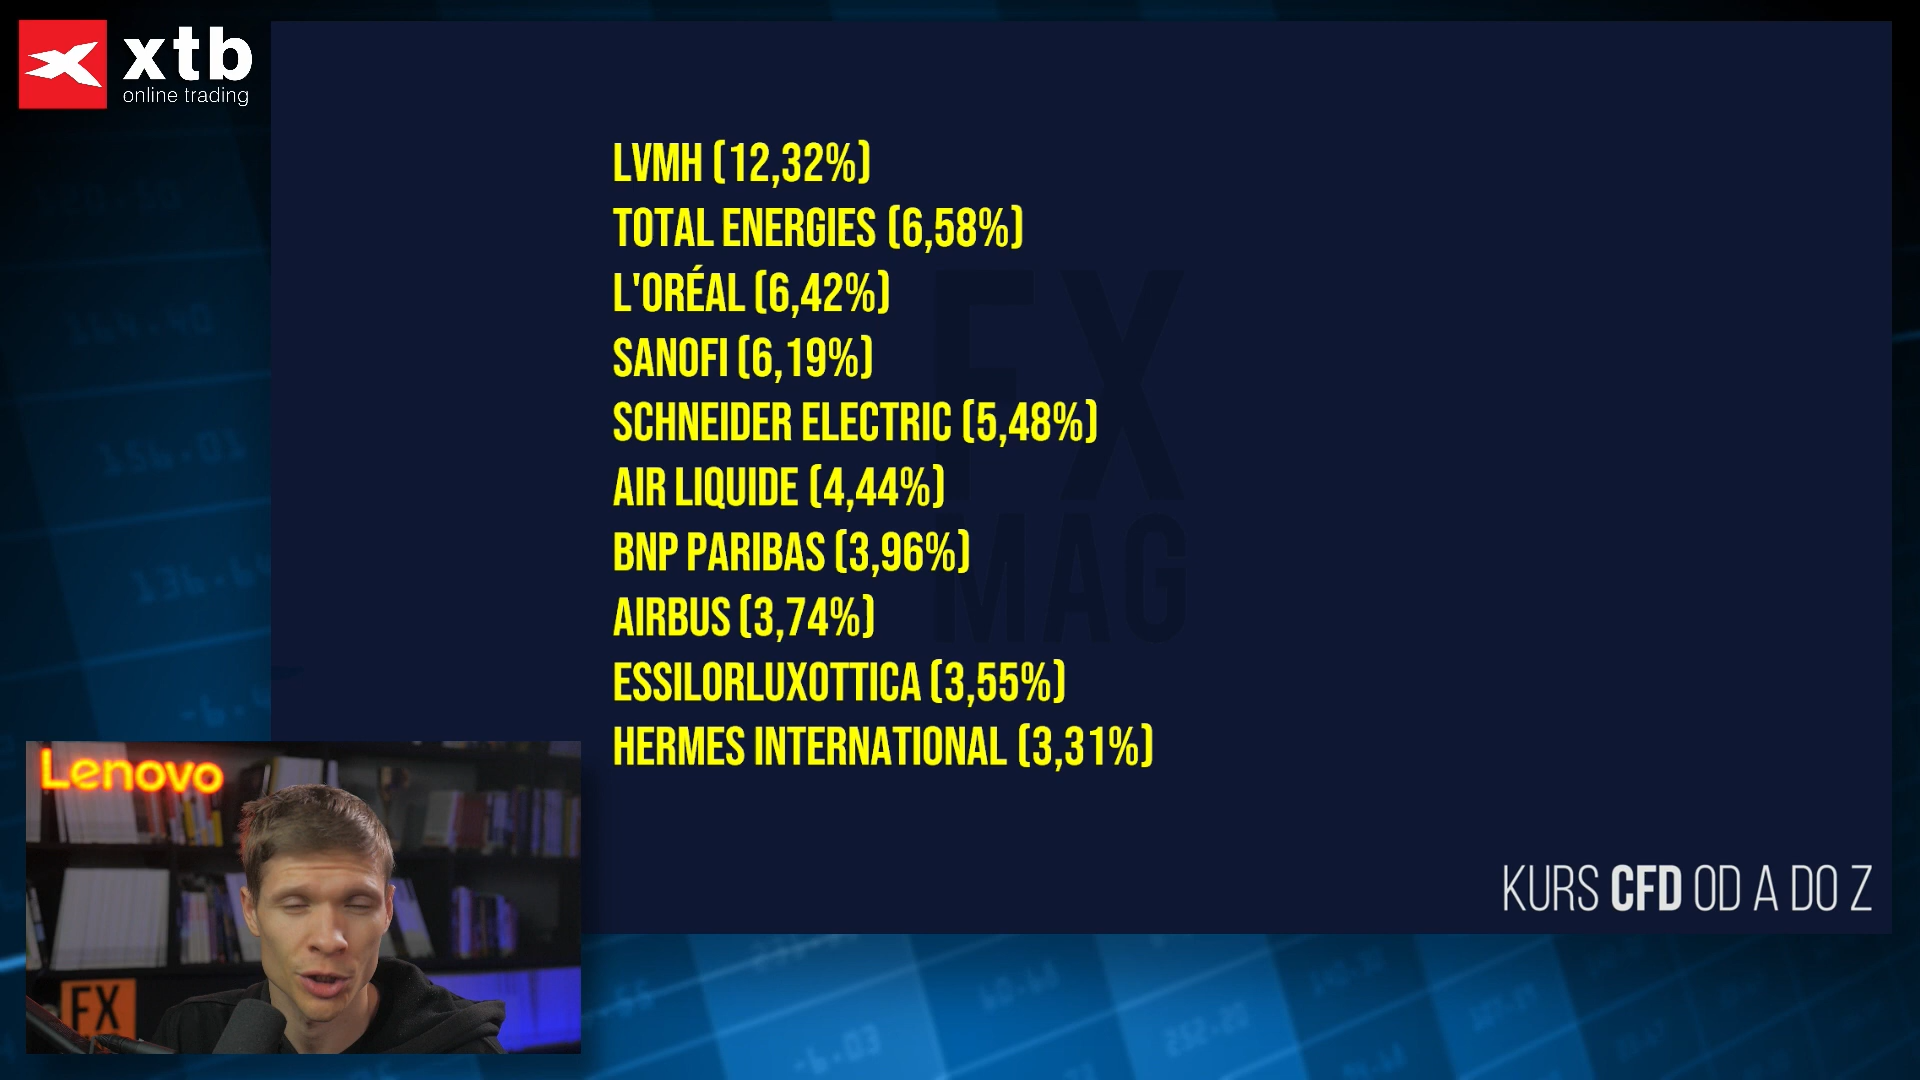 xtb
online trading
LVMH (12,32%)
TOTAL ENERGIES (6,58%)
L'ORÉAL (6,42%)
SANOFI (6,19%)
SCHNEIDER ELECTRIC (5,48%)
AIR LIQUIDE (4,44%)
BNP PARIBAS (3,96%)
AIRBUS (3,74%)
ESSILORLUXOTTICA (3,55%)
HERMES INTERNATIONAL (3,31%)
FX
MAG
Lenovo
FX
KURS CFD OD A DO Z